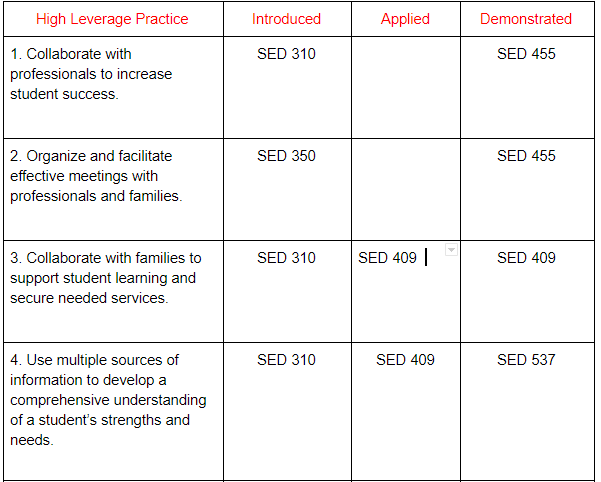 High Leverage Practice Introduced Applied Demonstrated
1. Collaborate with SED 310 SED 455
professionals to increase
student success.
2. Organize and facilitate SED 350 SED 455
effective meetings with
professionals and families.
3. Collaborate with families to SED 310 SED 409 SED 409
support student learning and
secure needed services.
4. Use multiple sources of SED 310 SED 409 SED 537
information to develop a
comprehensive understanding
of a student’s strengths and
needs.